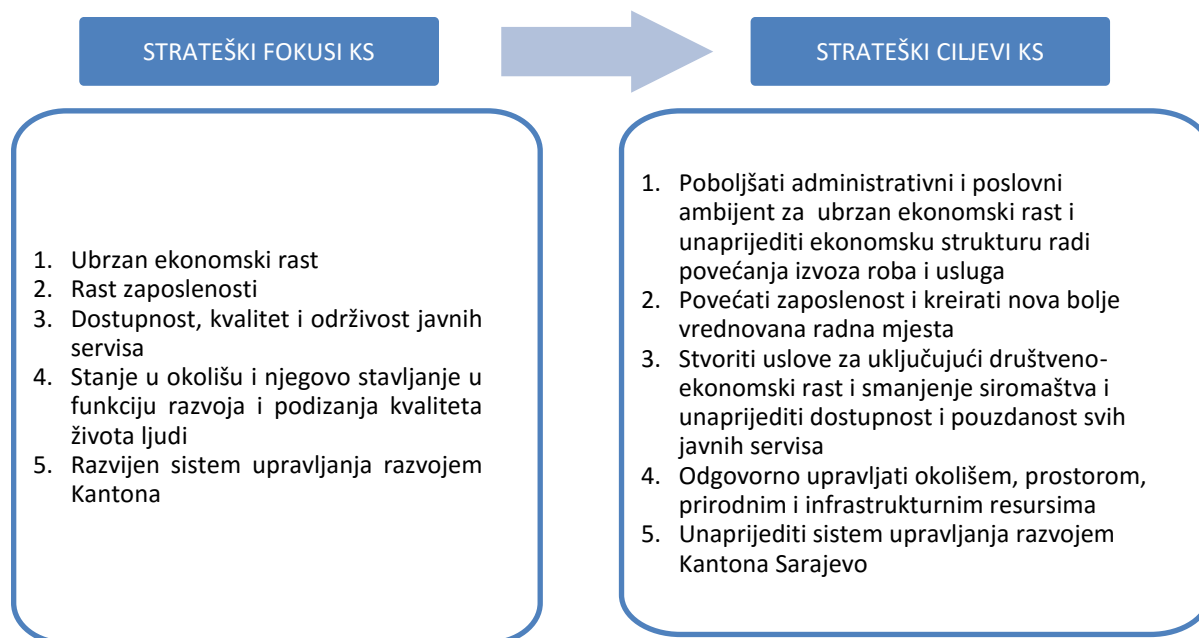 STRATEŠKI FOKUSI KS
STRATEŠKI CILJEVI KS
1. Ubrzan ekonomski rast
2. Rast zaposlenosti
3. Dostupnost, kvalitet i održivost javnih
servisa
4. Stanje u okolišu i njegovo stavljanje u
funkciju razvoja i podizanja kvaliteta
života ljudi
5. Razvijen sistem upravljanja razvojem
Kantona
1. Poboljšati administrativni i poslovni
ambijent za ubrzan ekonomski rast i
unaprijediti ekonomsku strukturu radi
povećanja izvoza roba i usluga
2. Povećati zaposlenost i kreirati nova bolje
vrednovana radna mjesta
3. Stvoriti uslove za uključujući društveno-
ekonomski rast i smanjenje siromaštva i
unaprijediti dostupnost i pouzdanost svih
javnih servisa
4. Odgovorno upravljati okolišem, prostorom,
prirodnim i infrastrukturnim resursima
5. Unaprijediti sistem upravljanja razvojem
Kantona Sarajevo